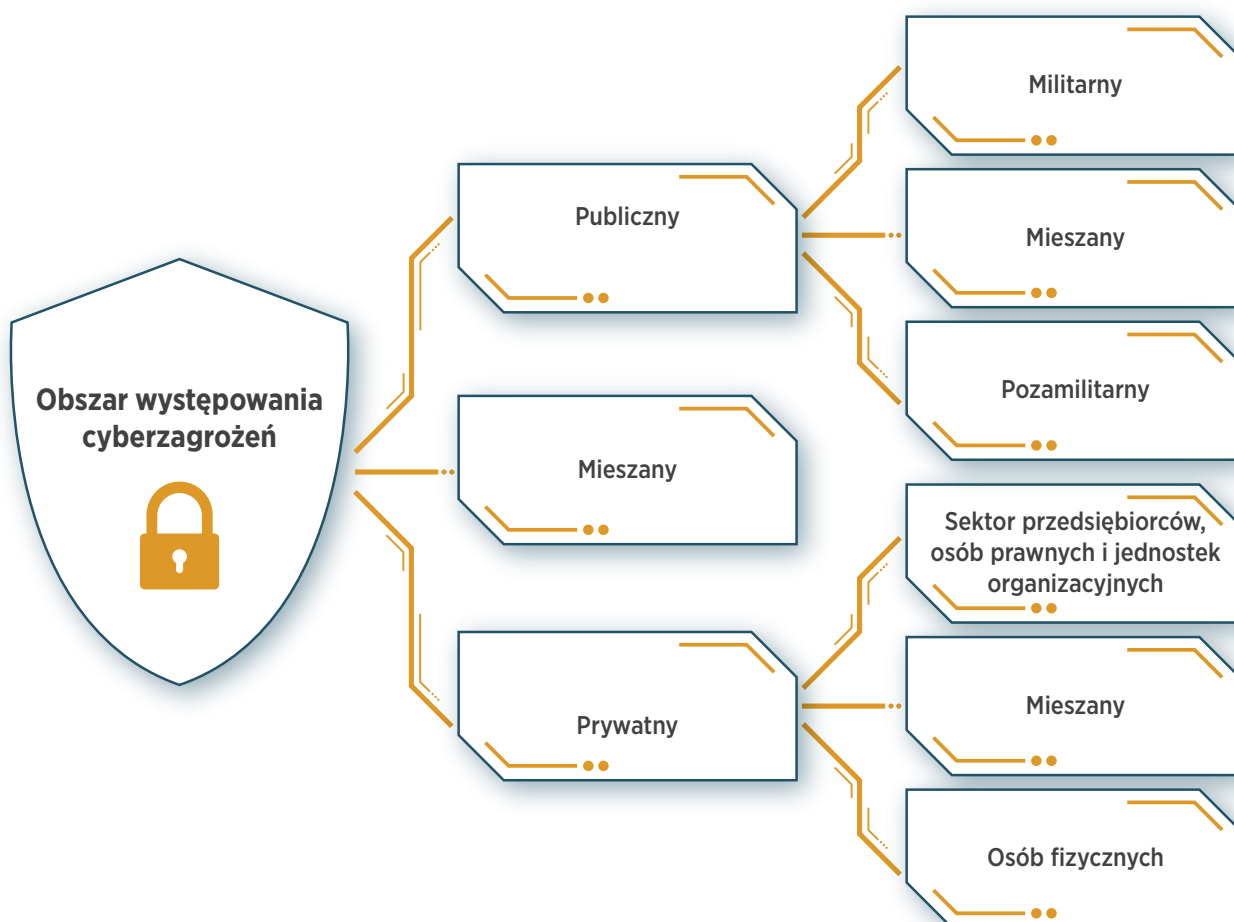 Obszar występowania
cyberzagrożeń
Publiczny
Mieszany
Prywatny
Militarny
Mieszany
Pozamilitarny
Sektor przedsiębiorców,
osób prawnych i jednostek
organizacyjnych
Mieszany
Osób fizycznych